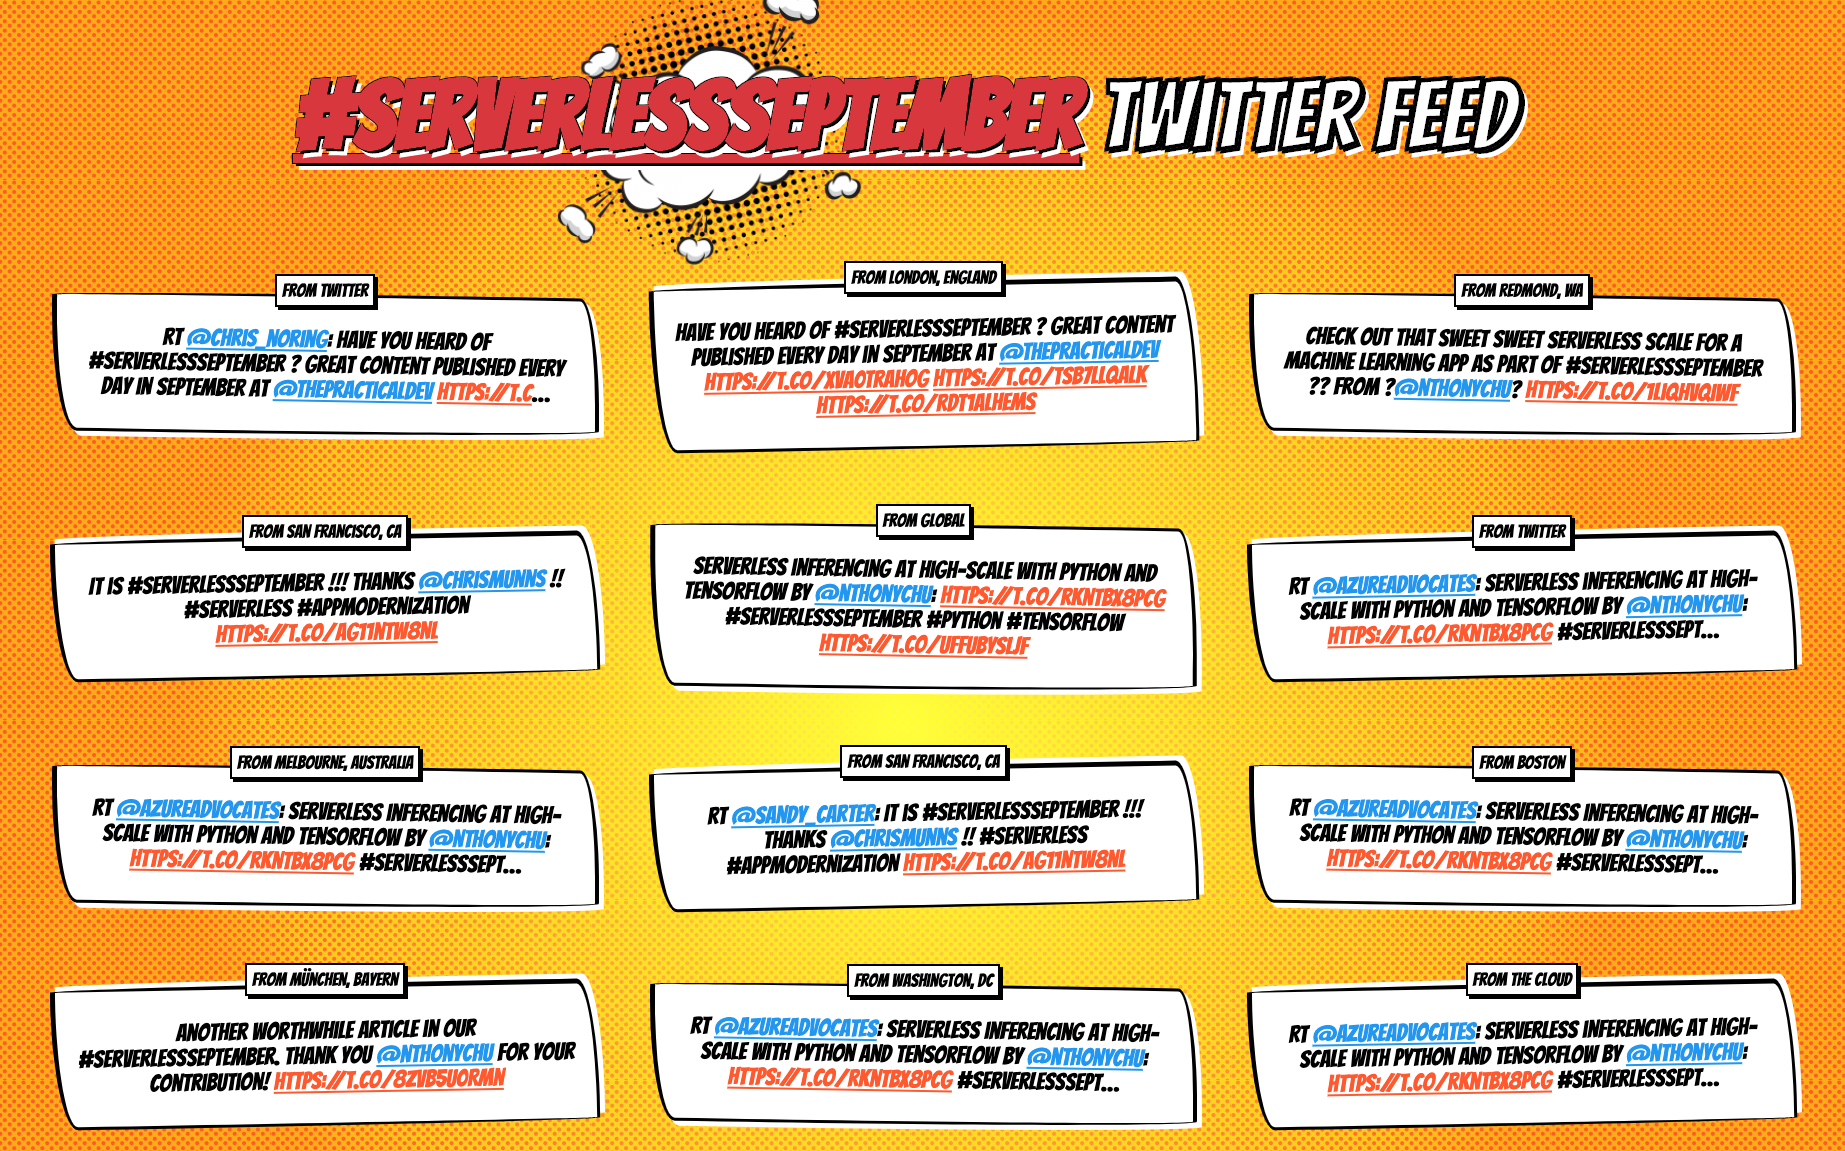 #SERVERLESSSEPTEMBER TWITTER FEED
FROM TWITTER
RT @CHRIS_NORING: HAVE YOU HEARD OF
#SERVERLESSSEPTEMBER ? GREAT CONTENT PUBLISHED EVERY
DAY IN SEPTEMBER AT @THEPRACTICALDEV HTTPS://T.C...
FROM LONDON, ENGLAND
HAVE YOU HEARD OF #SERVERLESSSEPTEMBER ? GREAT CONTENT
PUBLISHED EVERY DAY IN SEPTEMBER AT @THEPRACTICALDEV
HTTPS://T.CO/XVAOTRAHOG HTTPS://T.CO/TSB7LLQALK
HTTPS://T.CO/RDT1ALHEMS
FROM REDMOND, WA
CHECK OUT THAT SWEET SWEET SERVERLESS SCALE FOR A
MACHINE LEARNING APP AS PART OF #SERVERLESSSEPTEMBER
?? FROM ?@NTHONYCHU? HTTPS://T.CO/1LIQHVQJWF
FROM SAN FRANCISCO, CA
IT IS #SERVERLESSSEPTEMBER !!! THANKS @CHRISMUNNS !!
#SERVERLESS #APPMODERNIZATION
HTTPS://T.CO/AG11NTW8NL
FROM GLOBAL
SERVERLESS INFERENCING AT HIGH-SCALE WITH PYTHON AND
TENSORFLOW BY @NTHONYCHU: HTTPS://T.CO/RKNTBX8PCG
#SERVERLESSSEPTEMBER #PYTHON #TENSORFLOW
HTTPS://T.CO/UFFUBYSLJF
FROM TWITTER
RT @AZUREADVOCATES: SERVERLESS INFERENCING AT HIGH-
SCALE WITH PYTHON AND TENSORFLOW BY @NTHONYCHU:
HTTPS://T.CO/RKNTBX8PCG #SERVERLESSSEPT...
FROM MELBOURNE, AUSTRALIA
RT @AZUREADVOCATES: SERVERLESS INFERENCING AT HIGH-
SCALE WITH PYTHON AND TENSORFLOW BY @NTHONYCHU:
HTTPS://T.CO/RKNTBX8PCG #SERVERLESSSEPT...
FROM SAN FRANCISCO, CA
RT @SANDY_CARTER: IT IS #SERVERLESSSEPTEMBER !!!
THANKS @CHRISMUNNS !! #SERVERLESS
#APPMODERNIZATION HTTPS://T.CO/AG11NTW8NL
FROM BOSTON
RT @AZUREADVOCATES: SERVERLESS INFERENCING AT HIGH-
SCALE WITH PYTHON AND TENSORFLOW BY @NTHONYCHU:
HTTPS://T.CO/RKNTBX8PCG #SERVERLESSSEPT...
FROM MÜNCHEN, BAYERN
ANOTHER WORTHWHILE ARTICLE IN OUR
#SERVERLESSSEPTEMBER. THANK YOU @NTHONYCHU FOR YOUR
CONTRIBUTION! HTTPS://T.CO/8ZVB5UORMN
FROM WASHINGTON, DC
RT @AZUREADVOCATES: SERVERLESS INFERENCING AT HIGH-
SCALE WITH PYTHON AND TENSORFLOW BY @NTHONYCHU:
HTTPS://T.CO/RKNTBX8PCG #SERVERLESSSEPT...
FROM THE CLOUD
RT @AZUREADVOCATES: SERVERLESS INFERENCING AT HIGH-
SCALE WITH PYTHON AND TENSORFLOW BY @NTHONYCHU:
HTTPS://T.CO/RKNTBX8PCG #SERVERLESSSEPT...